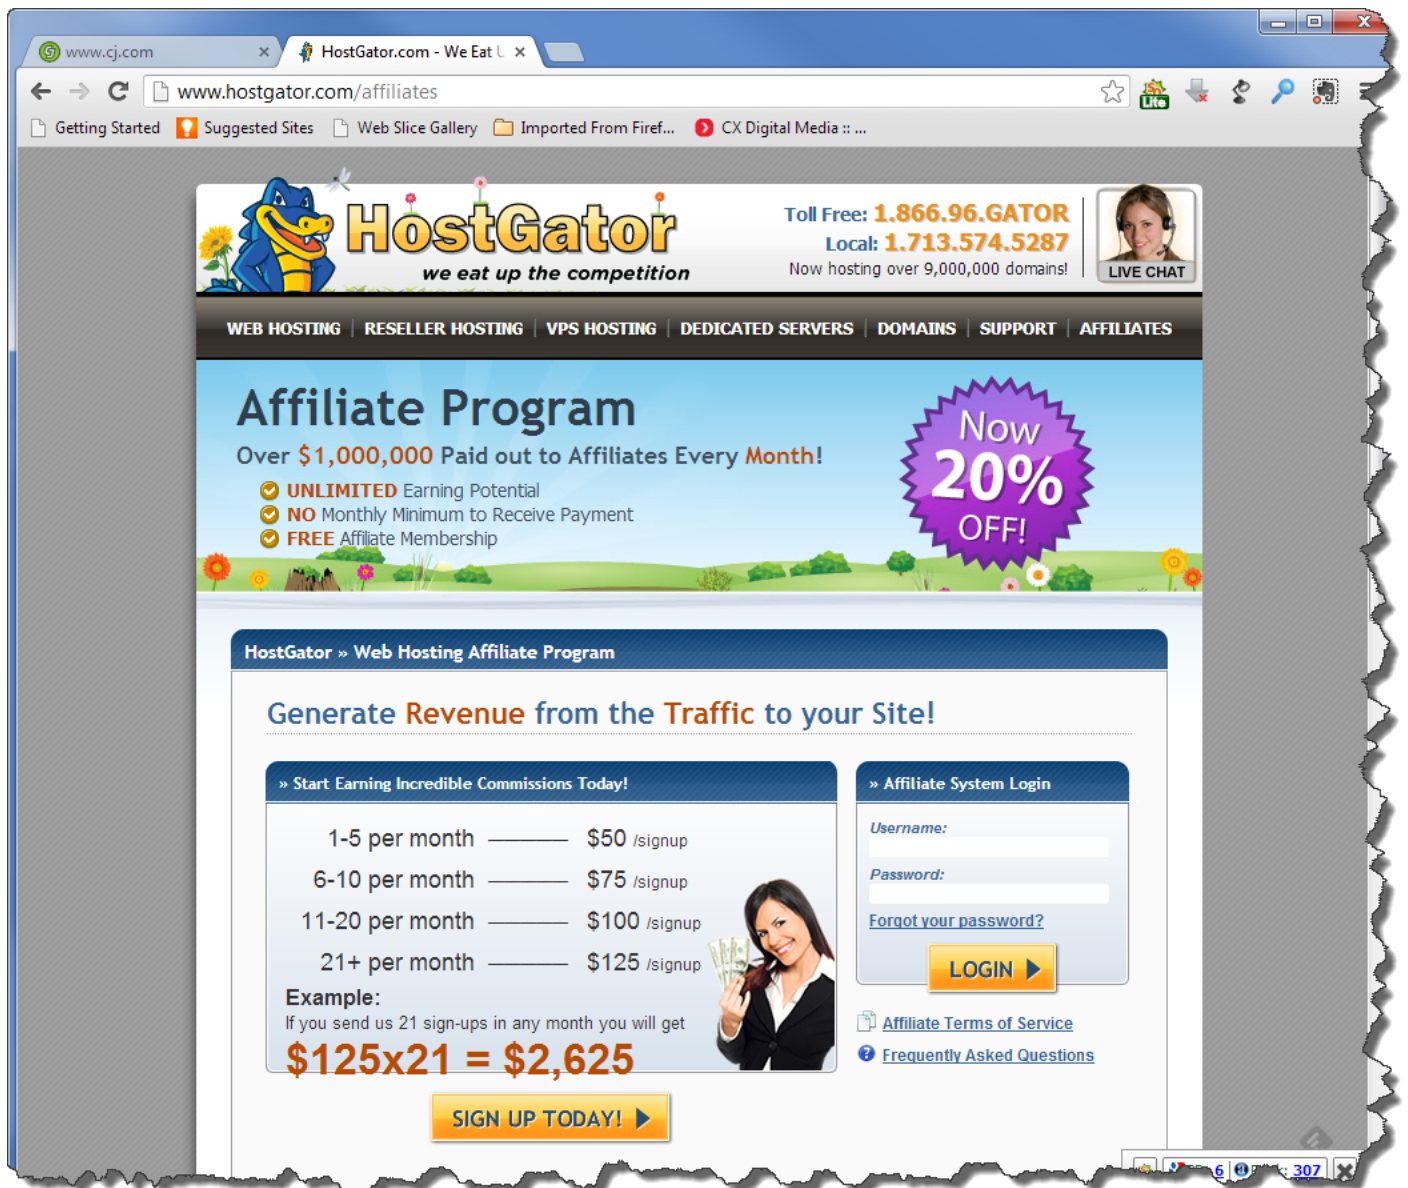 www.cj.com
HostGator.com - We Eat U
www.hostgator.com/affiliates
Lite
Getting Started
Suggested Sites
Web Slice Gallery
Imported From Firef...
CX Digital Media :: ...
HostGator
we eat up the competition
Toll Free: 1.866.96.GATOR
Local: 1.713.574.5287
Now hosting over 9,000,000 domains!
LIVE CHAT
WEB HOSTING | RESELLER HOSTING | VPS HOSTING | DEDICATED SERVERS | DOMAINS | SUPPORT | AFFILIATES
Affiliate Program
Over $1,000,000 Paid out to Affiliates Every Month!
UNLIMITED Earning Potential
NO Monthly Minimum to Receive Payment
FREE Affiliate Membership
Now
20%
OFF!
HostGator » Web Hosting Affiliate Program
Generate Revenue from the Traffic to your Site!
» Start Earning Incredible Commissions Today!
1-5 per month $50 /signup
6-10 per month $75 /signup
11-20 per month $100 /signup
21+ per month $125 /signup
Example:
If you send us 21 sign-ups in any month you will get
$125x21 = $2,625
SIGN UP TODAY!
» Affiliate System Login
Username:
Password:
Forgot your password?
LOGIN
Affiliate Terms of Service
Frequently Asked Questions
6
307